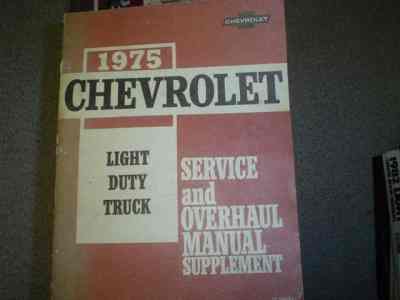 CHEVROLET
1975
CHEVROLET
LIGHT
DUTY
TRUCK
SERVICE
and
OVERHAUL
MANUAL
SUPPLEMENT